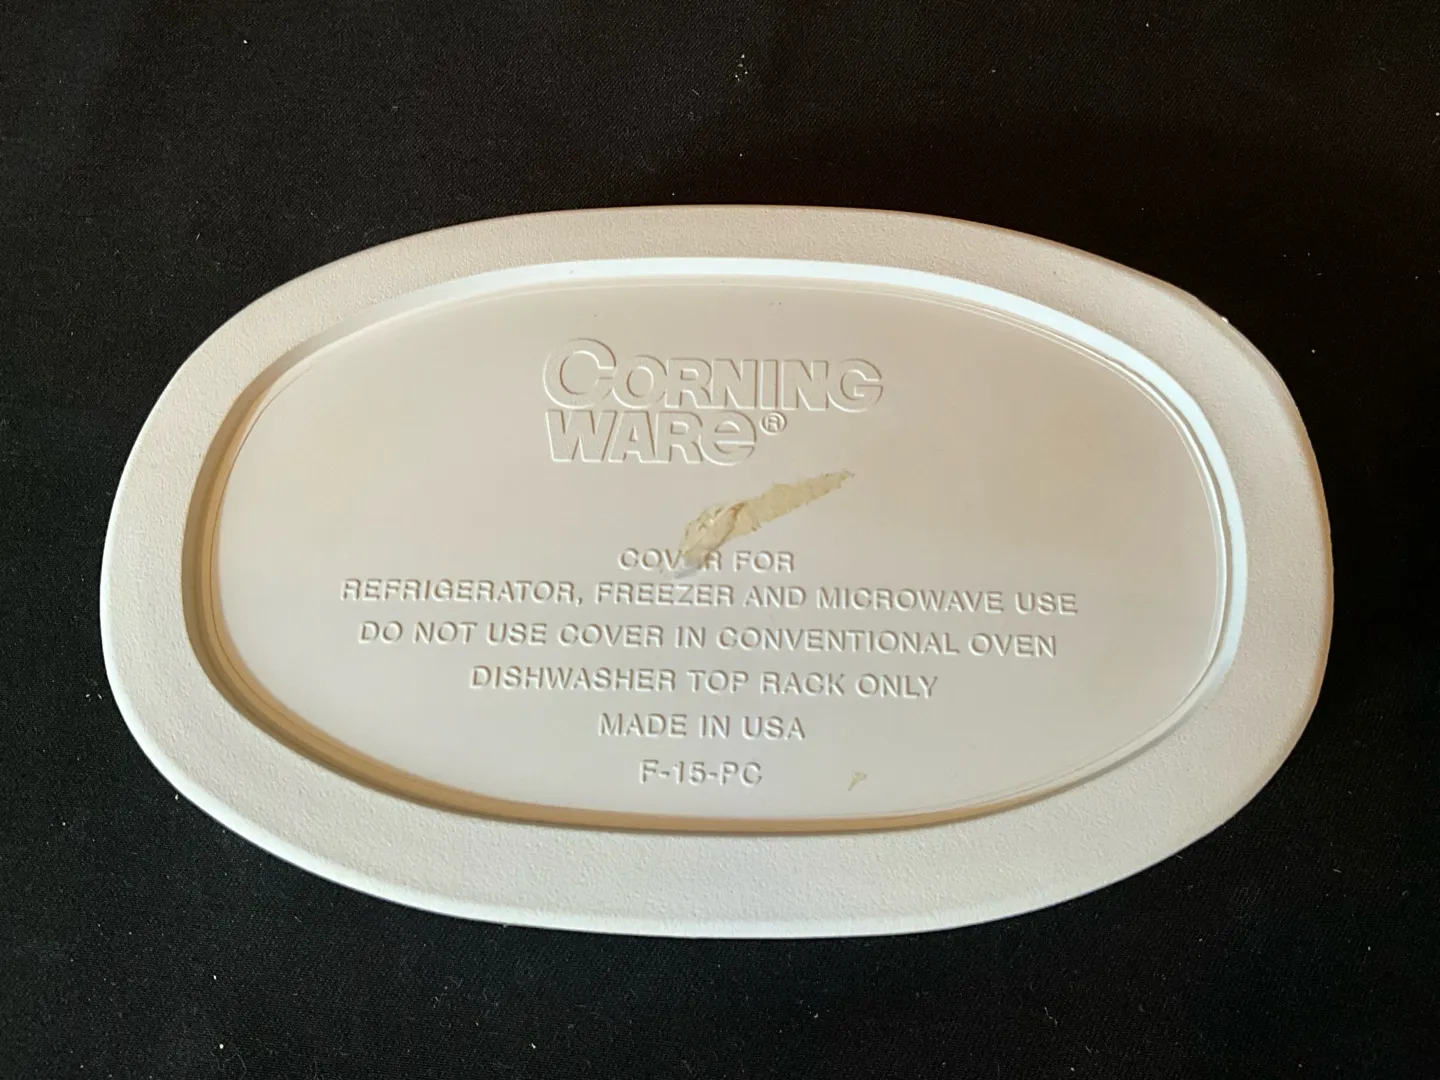 CORNING
WARE®
COVER FOR
REFRIGERATOR, FREEZER AND MICROWAVE USE
DO NOT USE COVER IN CONVENTIONAL OVEN
DISHWASHER TOP RACK ONLY
MADE IN USA
F-15-PC